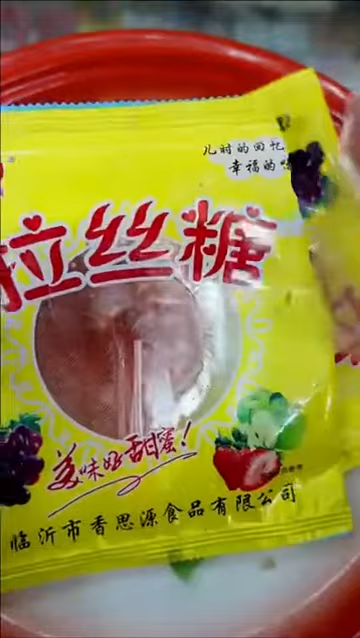 儿时的回忆
幸福的味
拉丝糖
美味好甜蜜!
临沂市香思源食品有限公司